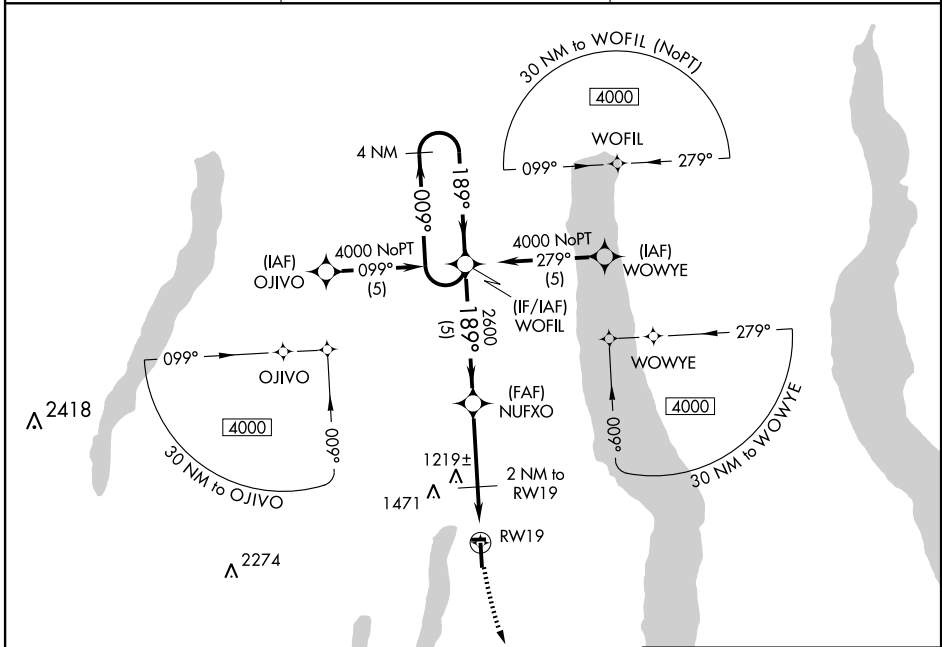 30 NM to WOFIL (NoPT)
4000
WOFIL
099°
279°
4 NM
009°
189°
(IAF)
OJIVO
4000 NoPT
099°
(5)
4000 NoPT
279°
(5)
(IAF)
WOWYE
(IF/IAF)
WOFIL
2600
189°
(5)
099°
OJIVO
4000
009°
30 NM to OJIVO
279°
WOWYE
4000
009°
30 NM to WOWYE
(FAF)
NUFXO
2418
1219±
1471
2 NM to
RW19
RW19
2274